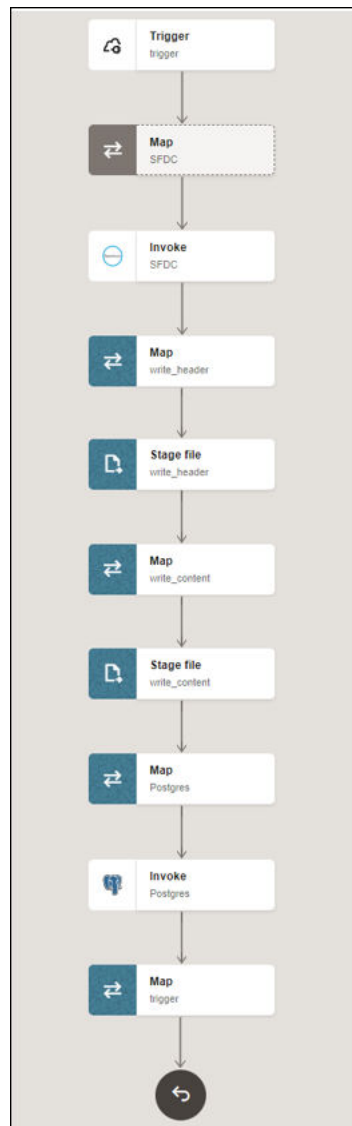 Trigger
trigger
Map
SFDC
Invoke
SFDC
Map
write_header
Stage file
write_header
Map
write_content
Stage file
write_content
Map
Postgres
Invoke
Postgres
Map
trigger